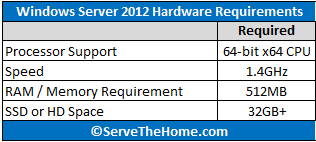 Windows Server 2012 Hardware Requirements
Required
Processor Support 64-bit x64 CPU
Speed 1.4GHz
RAM / Memory Requirement 512MB
SSD or HD Space 32GB+
©ServeTheHome.com